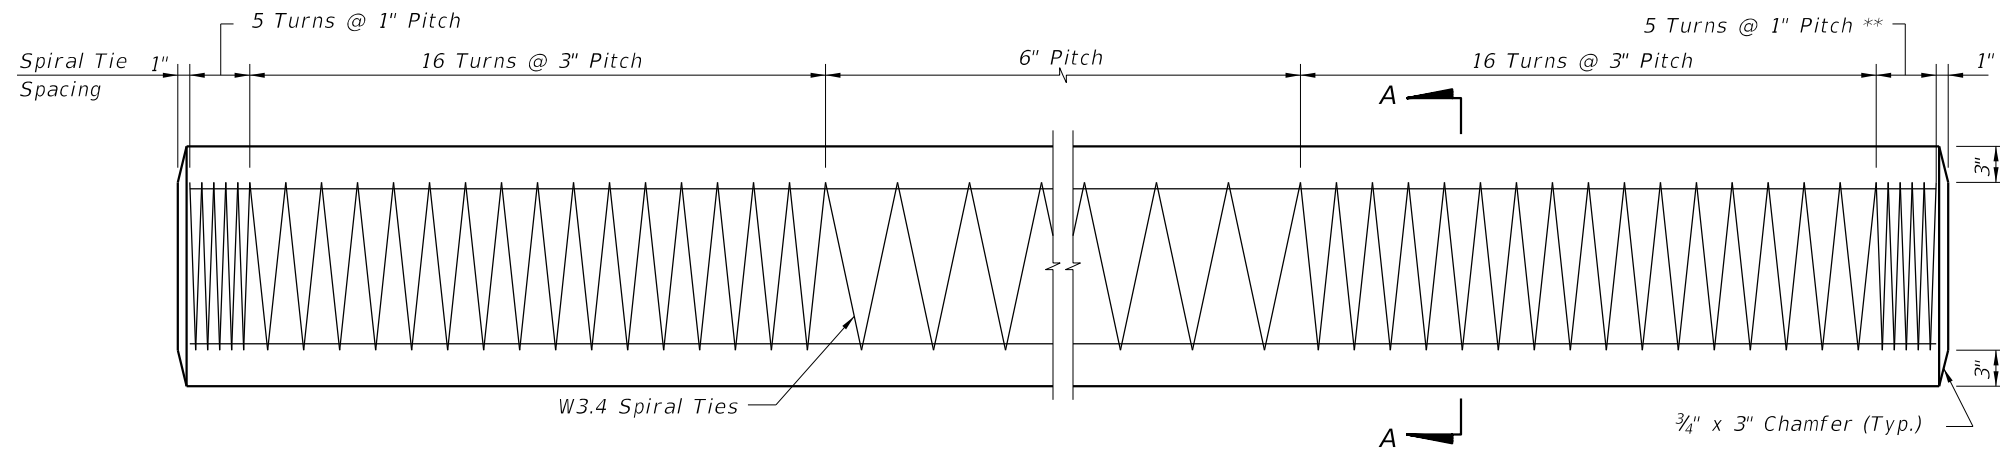 5 Turns @ 1" Pitch
5 Turns @ 1" Pitch **
Spiral Tie
Spacing
1"
16 Turns @ 3" Pitch
6" Pitch
16 Turns @ 3" Pitch
1"
A
3"
3"
W3.4 Spiral Ties
A
¾" x 3" Chamfer (Typ.)